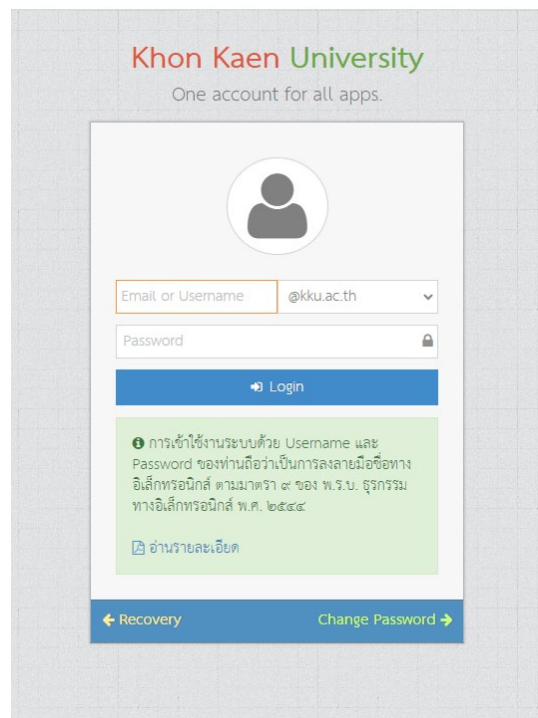 Khon Kaen University
One account for all apps.
Email or Username @kku.ac.th
Password
Login
การเข้าใช้งานระบบด้วย Username และ
Password ของท่านถือว่าเป็นการลงลายมือชื่อทาง
อิเล็กทรอนิกส์ ตามมาตรา ๙ ของ พ.ร.บ. ธุรกรรม
ทางอิเล็กทรอนิกส์ พ.ศ. ๒๕๔๔
อ่านรายละเอียด
Recovery Change Password